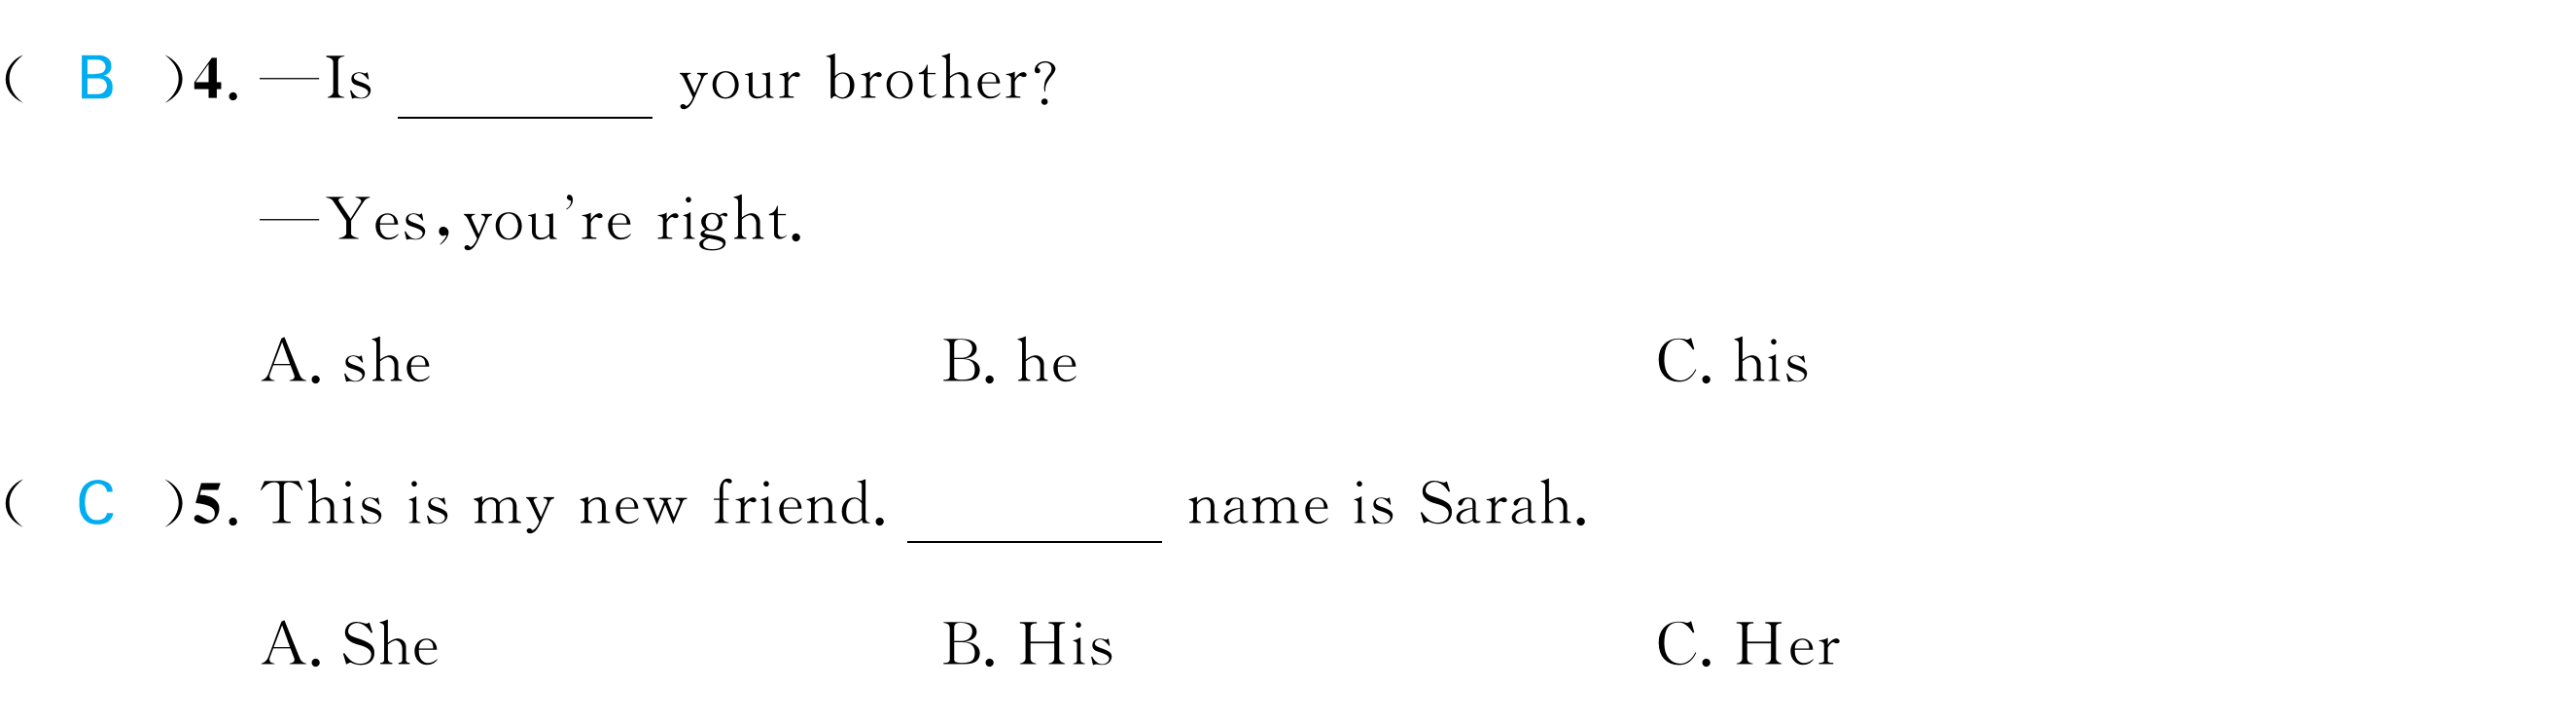 ( B )4. —Is ________ your brother?
—Yes, you're right.
A. she B. he C. his
( C )5. This is my new friend. ________ name is Sarah.
A. She B. His C. Her